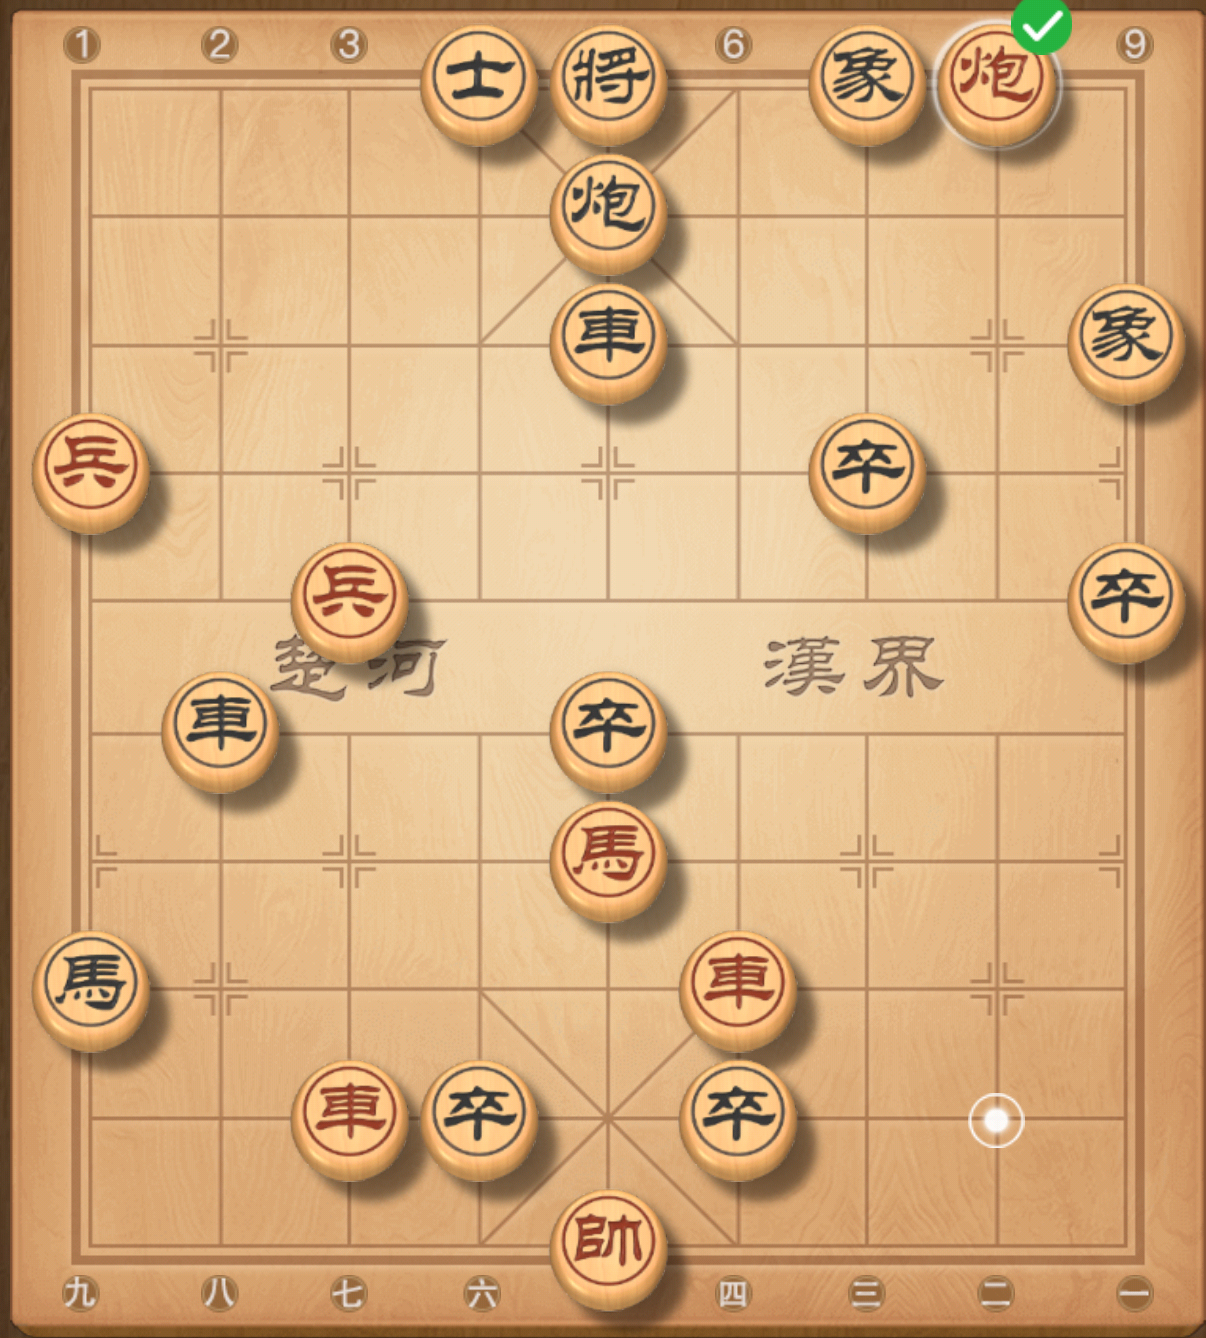 1 2 3 6 9
士 將 象 炮
炮
車 象
兵 卒
兵 卒
楚河 漢界
車 卒
馬
馬 車
車 卒 卒
帥
九 八 七 六 四 三 二 一